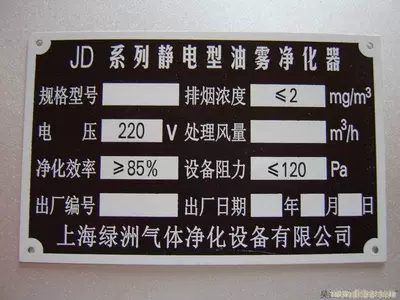 JD 系列静电型油雾净化器
规格型号 排烟浓度 ≤2 mg/m³
电 压 220 V 处理风量 m³/h
净化效率 ≥85% 设备阻力 ≤120 Pa
出厂编号 出厂日期 年 月 日
上海绿洲气体净化设备有限公司